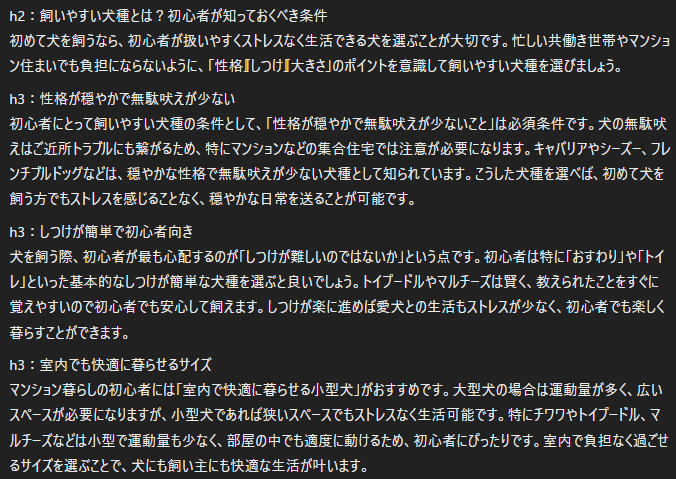 h2：飼いやすい犬種とは？初心者が知っておくべき条件
初めて犬を飼うなら、初心者が扱いやすくストレスなく生活できる犬を選ぶことが大切です。忙しい共働き世帯やマンショ
ン住まいでも負担にならないように、「性格』しつけ』大きさ」のポイントを意識して飼いやすい犬種を選びましょう。
h3：性格が穏やかで無駄吠えが少ない
初心者にとって飼いやすい犬種の条件として、「性格が穏やかで無駄吠えが少ないこと」は必須条件です。犬の無駄吠
えはご近所トラブルにも繋がるため、特にマンションなどの集合住宅では注意が必要になります。キャバリアやシーズー、フレ
ンチブルドッグなどは、穏やかな性格で無駄吠えが少ない犬種として知られています。こうした犬種を選べば、初めて犬を
飼う方でもストレスを感じることなく、穏やかな日常を送ることが可能です。
h3：しつけが簡単で初心者向き
犬を飼う際、初心者が最も心配するのが「しつけが難しいのではないか」という点です。初心者は特に「おすわり」や「トイ
レ」といった基本的なしつけが簡単な犬種を選ぶと良いでしょう。トイプードルやマルチーズは賢く、教えられたことをすぐに
覚えやすいので初心者でも安心して飼えます。しつけが楽に進めば愛犬との生活もストレスが少なく、初心者でも楽しく
暮らすことができます。
h3：室内でも快適に暮らせるサイズ
マンション暮らしの初心者には「室内で快適に暮らせる小型犬」がおすすめです。大型犬の場合は運動量が多く、広い
スペースが必要になりますが、小型犬であれば狭いスペースでもストレスなく生活可能です。特にチワワやトイプードル、マ
ルチーズなどは小型で運動量も少なく、部屋の中でも適度に動けるため、初心者にぴったりです。室内で負担なく過ごせ
るサイズを選ぶことで、犬にも飼い主にも快適な生活が叶います。